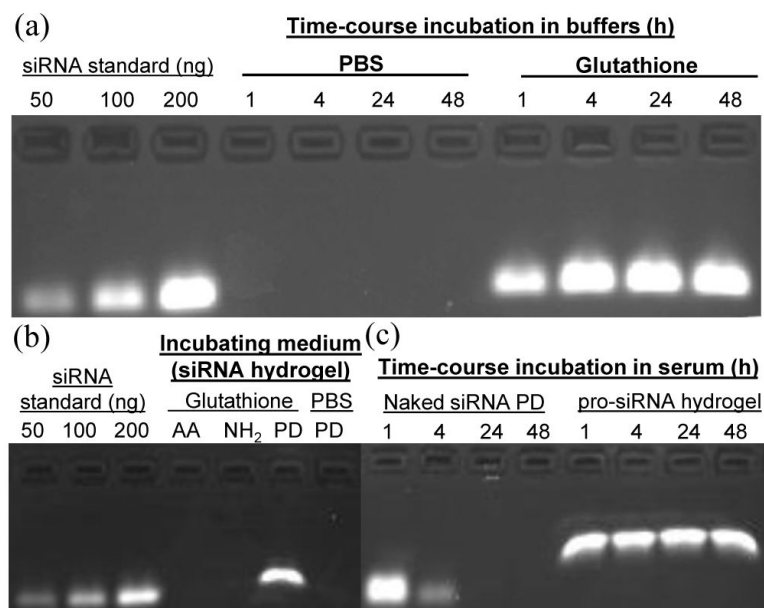 (a)
Time-course incubation in buffers (h)
siRNA standard (ng)
PBS
Glutathione
50 100 200 1 4 24 48 1 4 24 48
(b)
Incubating medium
(siRNA hydrogel)
siRNA
standard (ng)
Glutathione PBS
50 100 200 AA NH₂ PD PD
(c)
Time-course incubation in serum (h)
Naked siRNA PD pro-siRNA hydrogel
1 4 24 48 1 4 24 48